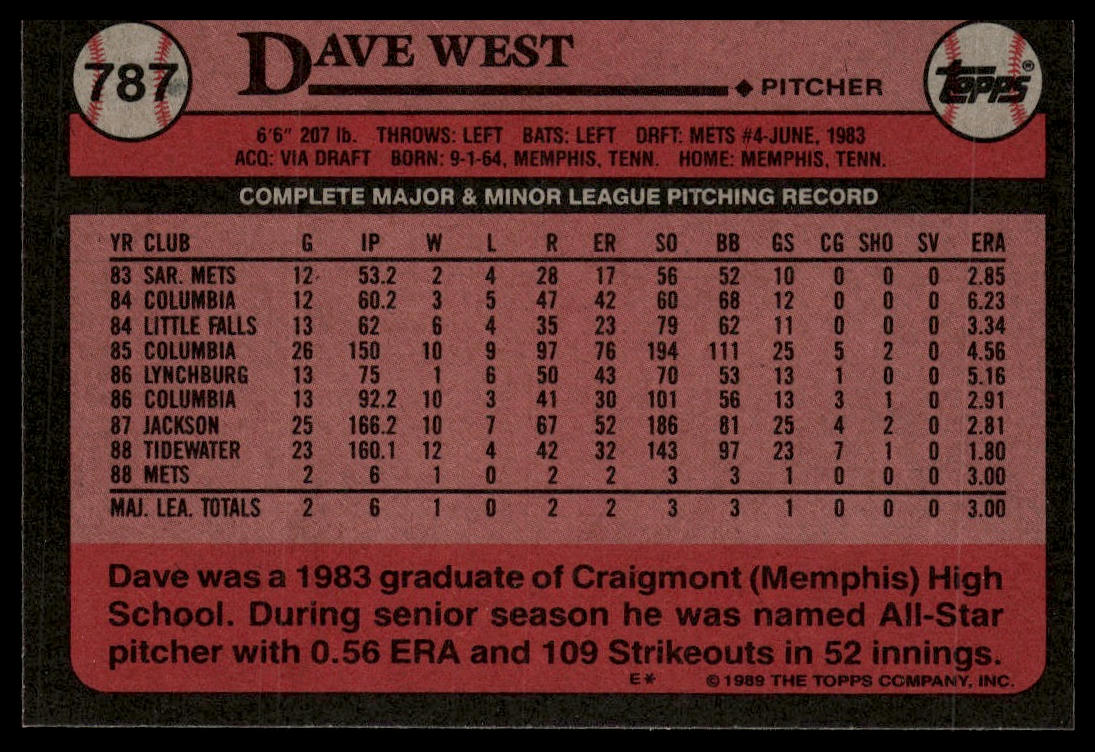 787
DAVE WEST
PITCHER
TOPPS®
6'6" 207 lb. THROWS: LEFT BATS: LEFT DRFT: METS #4-JUNE, 1983
ACQ: VIA DRAFT BORN: 9-1-64, MEMPHIS, TENN. HOME: MEMPHIS, TENN.
COMPLETE MAJOR & MINOR LEAGUE PITCHING RECORD
YR CLUB G IP W L R ER SO BB GS CG SHO SV ERA
83 SAR. METS 12 53.2 2 4 28 17 56 52 10 0 0 0 2.85
84 COLUMBIA 12 60.2 3 5 47 42 60 68 12 0 0 0 6.23
84 LITTLE FALLS 13 62 6 4 35 23 79 62 11 0 0 0 3.34
85 COLUMBIA 26 150 10 9 97 76 194 111 25 5 2 0 4.56
86 LYNCHBURG 13 75 1 6 50 43 70 53 13 1 0 0 5.16
86 COLUMBIA 13 92.2 10 3 41 30 101 56 13 3 1 0 2.91
87 JACKSON 25 166.2 10 7 67 52 186 81 25 4 2 0 2.81
88 TIDEWATER 23 160.1 12 4 42 32 143 97 23 7 1 0 1.80
88 METS 2 6 1 0 2 2 3 3 1 0 0 0 3.00
MAJ. LEA. TOTALS 2 6 1 0 2 2 3 3 1 0 0 0 3.00
Dave was a 1983 graduate of Craigmont (Memphis) High
School. During senior season he was named All-Star
pitcher with 0.56 ERA and 109 Strikeouts in 52 innings.
E* ©1989 THE TOPPS COMPANY, INC.